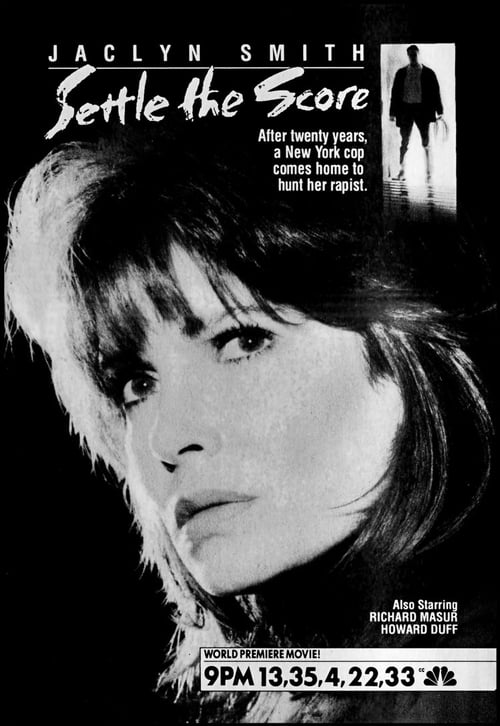 JACLYN SMITH
Settle the Score
After twenty years,
a New York cop
comes home to
hunt her rapist.
Also Starring
RICHARD MASUR
HOWARD DUFF
WORLD PREMIERE MOVIE!
9PM 13,35,4,22,33 cc